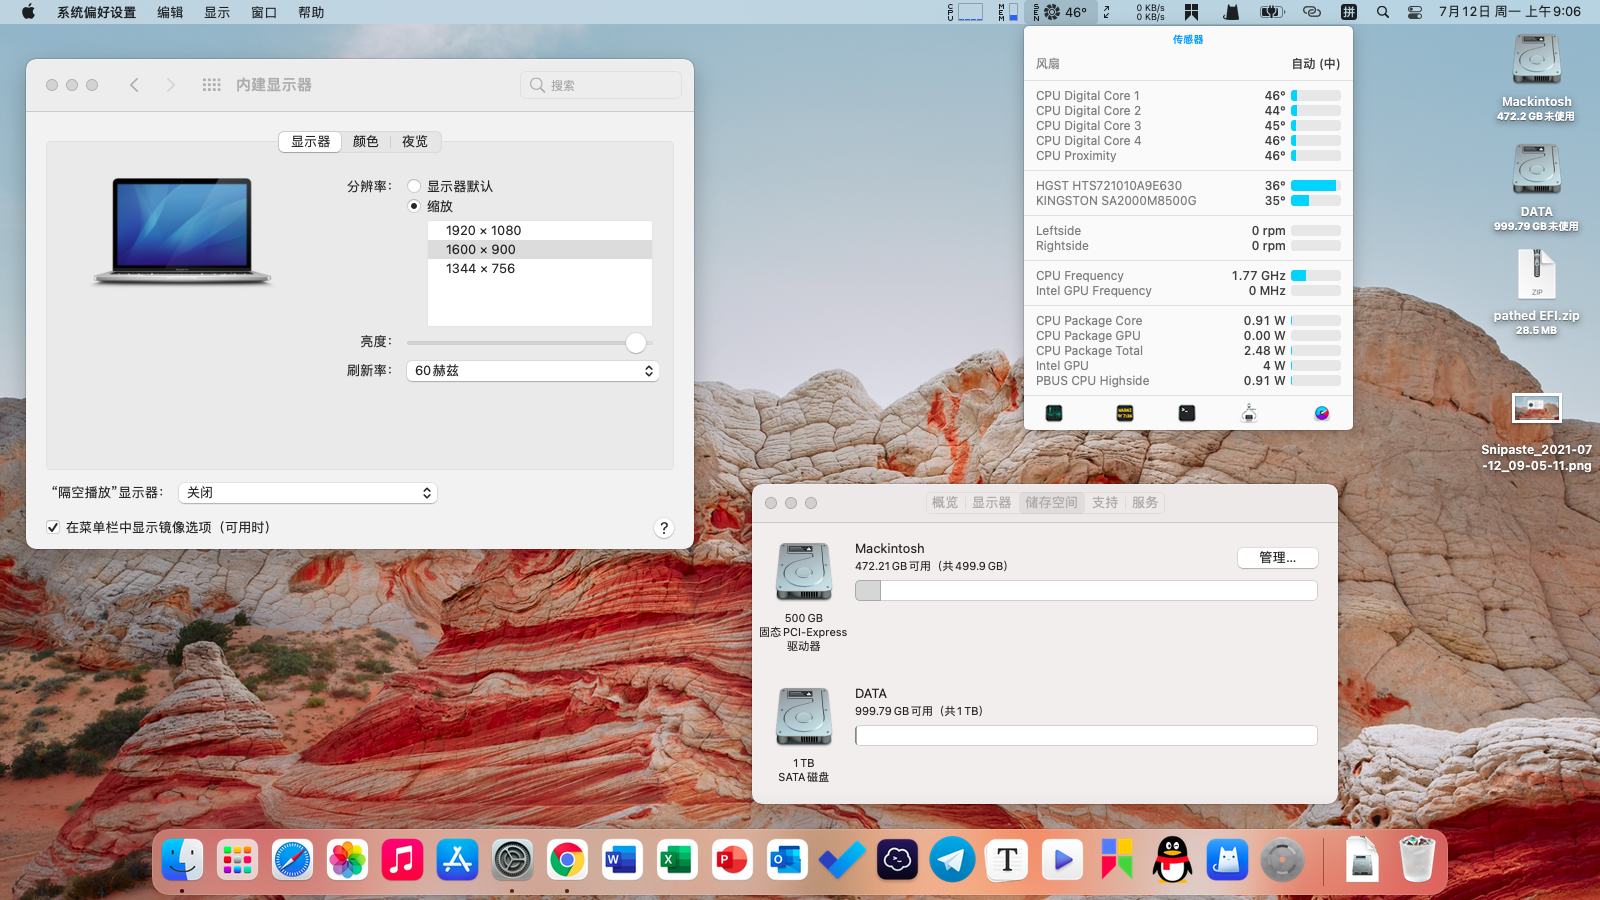 系统偏好设置 编辑 显示 窗口 帮助
CPU MEM SEN 46° 0 KB/s 0 KB/s 拼 7月12日 周一 上午9:06
内建显示器
搜索
显示器 颜色 夜览
分辨率： 显示器默认
缩放
1920 × 1080
1600 × 900
1344 × 756
亮度：
刷新率： 60 赫兹
“隔空播放”显示器： 关闭
在菜单栏中显示镜像选项（可用时）
?
传感器
风扇 自动 (中)
CPU Digital Core 1 46°
CPU Digital Core 2 44°
CPU Digital Core 3 45°
CPU Digital Core 4 46°
CPU Proximity 46°
HGST HTS721010A9E630 36°
KINGSTON SA2000M8500G 35°
Leftside 0 rpm
Rightside 0 rpm
CPU Frequency 1.77 GHz
Intel GPU Frequency 0 MHz
CPU Package Core 0.91 W
CPU Package GPU 0.00 W
CPU Package Total 2.48 W
Intel GPU 4 W
PBUS CPU Highside 0.91 W
Mackintosh
472.2 GB未使用
DATA
999.79 GB未使用
ZIP
pathed EFI.zip
28.5 MB
Snipaste_2021-07
-12_09-05-11.png
概览 显示器 储存空间 支持 服务
Mackintosh
472.21 GB 可用（共 499.9 GB）
管理...
500 GB
固态 PCI-Express
驱动器
DATA
999.79 GB 可用（共 1 TB）
1 TB
SATA 磁盘
W X P O T